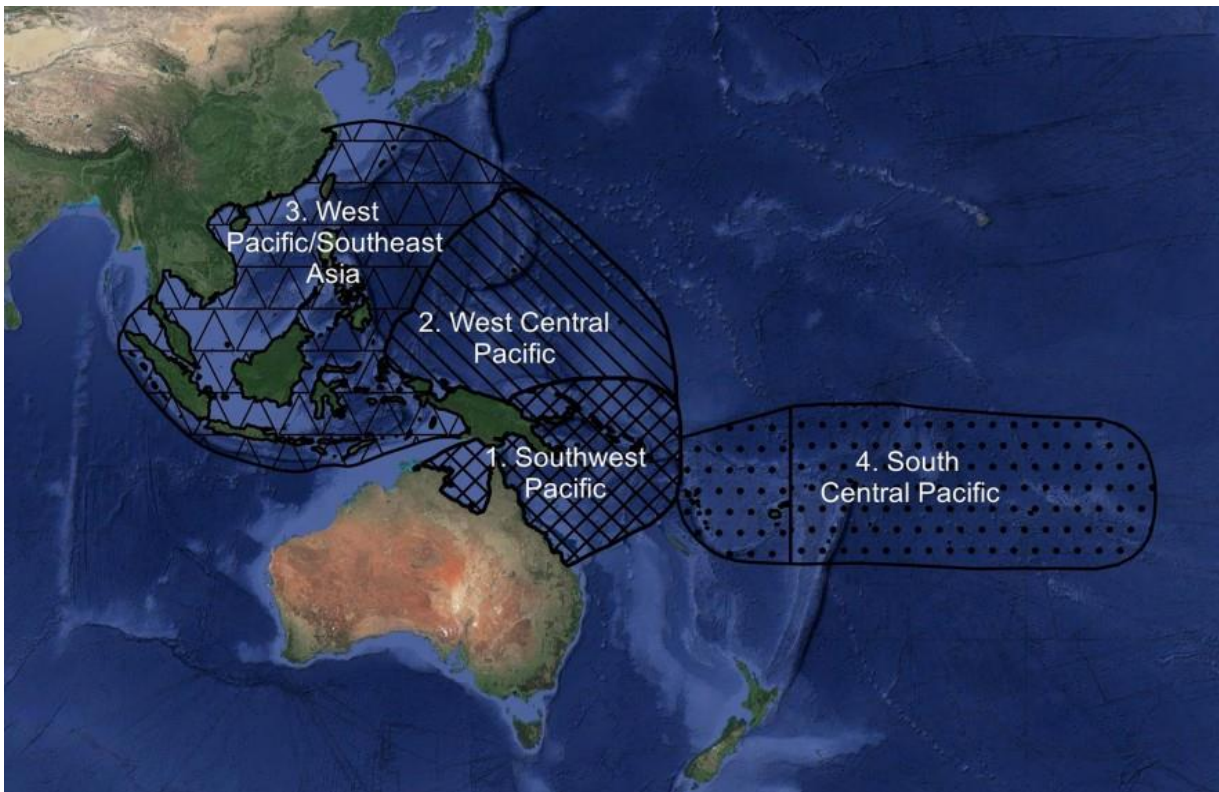 3. West
Pacific/Southeast
Asia
2. West Central
Pacific
1. Southwest
Pacific
4. South
Central Pacific